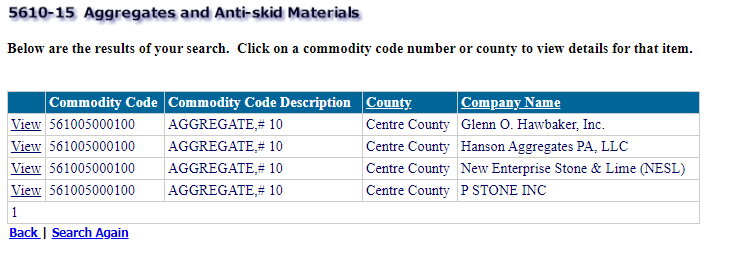 5610-15 Aggregates and Anti-skid Materials
Below are the results of your search. Click on a commodity code number or county to view details for that item.
Commodity Code Commodity Code Description County Company Name
View 561005000100 AGGREGATE,# 10 Centre County Glenn O. Hawbaker, Inc.
View 561005000100 AGGREGATE,# 10 Centre County Hanson Aggregates PA, LLC
View 561005000100 AGGREGATE,# 10 Centre County New Enterprise Stone & Lime (NESL)
View 561005000100 AGGREGATE,# 10 Centre County P STONE INC
1
Back | Search Again